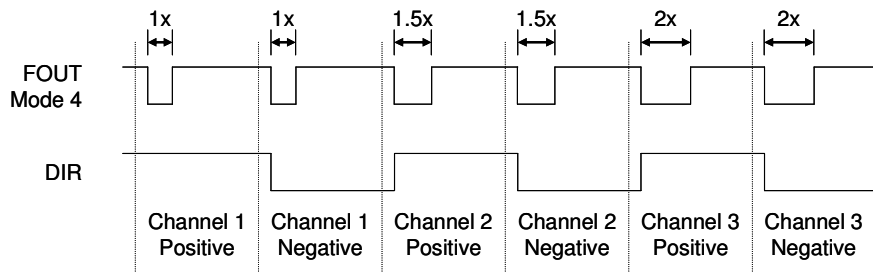 1x 1x 1.5x 1.5x 2x 2x
FOUT
Mode 4
DIR
Channel 1
Positive
Channel 1
Negative
Channel 2
Positive
Channel 2
Negative
Channel 3
Positive
Channel 3
Negative